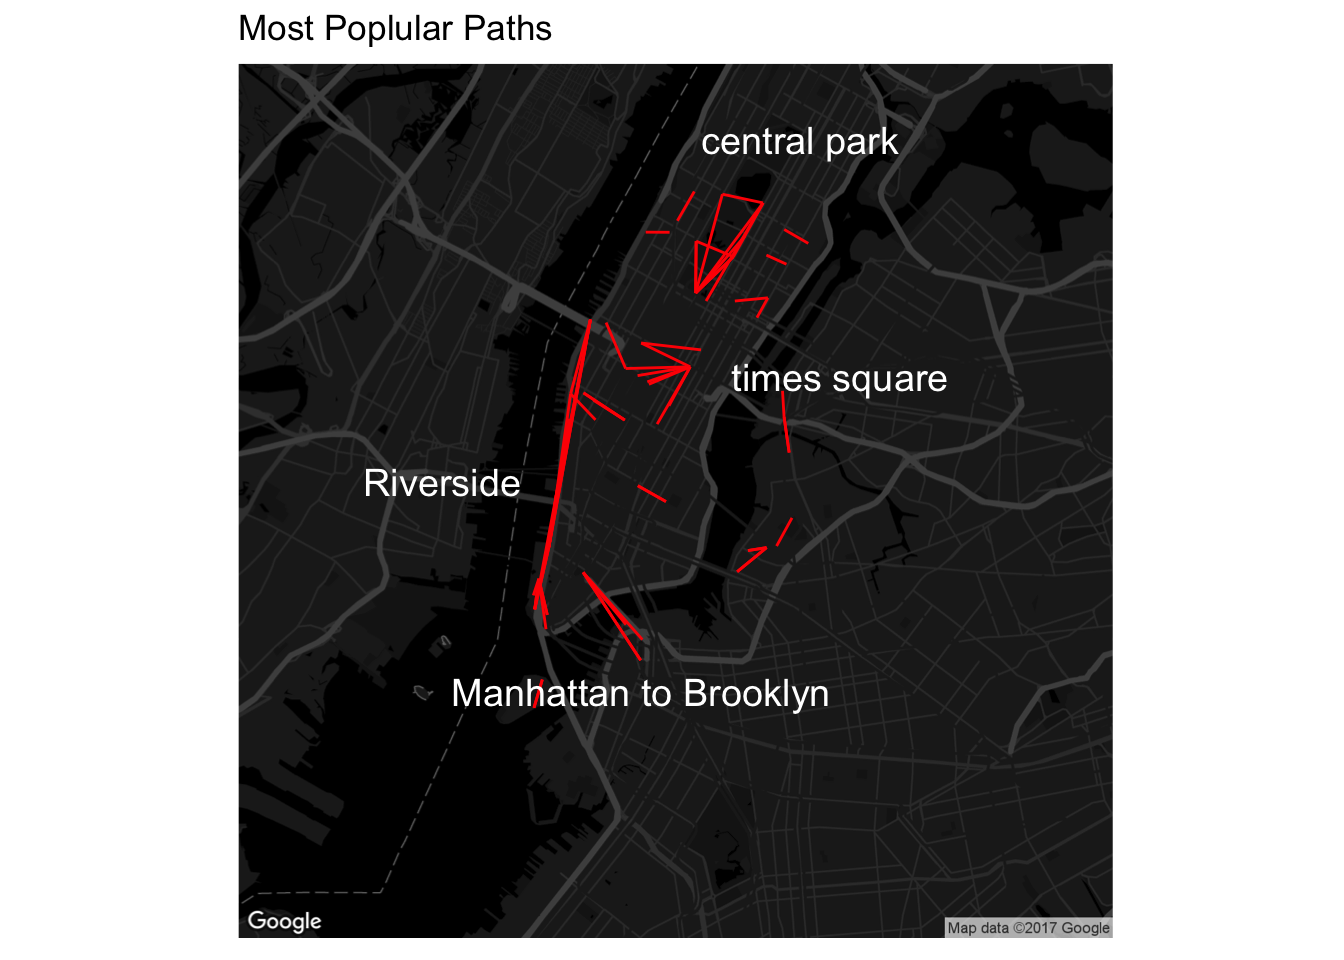 Most Poplular Paths
central park
times square
Riverside
Manhattan to Brooklyn
Google
Map data ©2017 Google